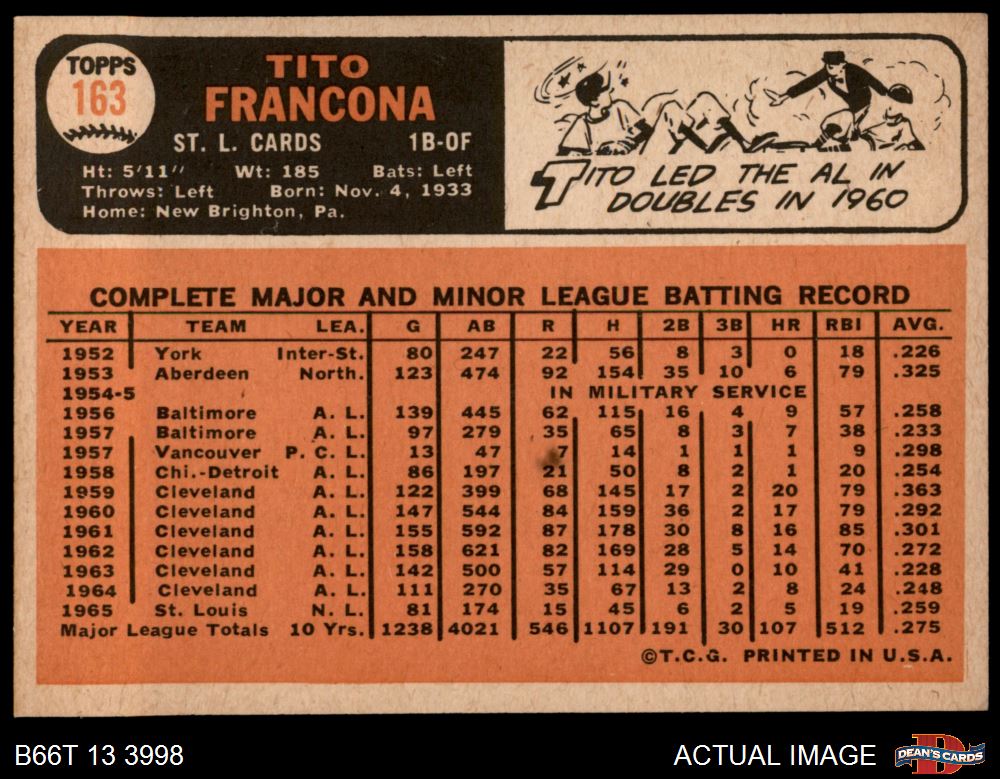 TOPPS
163
TITO
FRANCONA
ST. L. CARDS 1B-OF
Ht: 5'11" Wt: 185 Bats: Left
Throws: Left Born: Nov. 4, 1933
Home: New Brighton, Pa.
TITO LED THE AL IN
DOUBLES IN 1960
COMPLETE MAJOR AND MINOR LEAGUE BATTING RECORD
YEAR TEAM LEA. G AB R H 2B 3B HR RBI AVG.
1952 York Inter-St. 80 247 22 56 8 3 0 18 .226
1953 Aberdeen North. 123 474 92 154 35 10 6 79 .325
1954-5 IN MILITARY SERVICE
1956 Baltimore A. L. 139 445 62 115 16 4 9 57 .258
1957 Baltimore A. L. 97 279 35 65 8 3 7 38 .233
1957 Vancouver P. C. L. 13 47 7 14 1 1 1 9 .298
1958 Chi.-Detroit A. L. 86 197 21 50 8 2 1 20 .254
1959 Cleveland A. L. 122 399 68 145 17 2 20 79 .363
1960 Cleveland A. L. 147 544 84 159 36 2 17 79 .292
1961 Cleveland A. L. 155 592 87 178 30 8 16 85 .301
1962 Cleveland A. L. 158 621 82 169 28 5 14 70 .272
1963 Cleveland A. L. 142 500 57 114 29 0 10 41 .228
1964 Cleveland A. L. 111 270 35 67 13 2 8 24 .248
1965 St. Louis N. L. 81 174 15 45 6 2 5 19 .259
Major League Totals 10 Yrs. 1238 4021 546 1107 191 30 107 512 .275
©T.C.G. PRINTED IN U.S.A.
B66T 13 3998 ACTUAL IMAGE DEAN'S CARDS